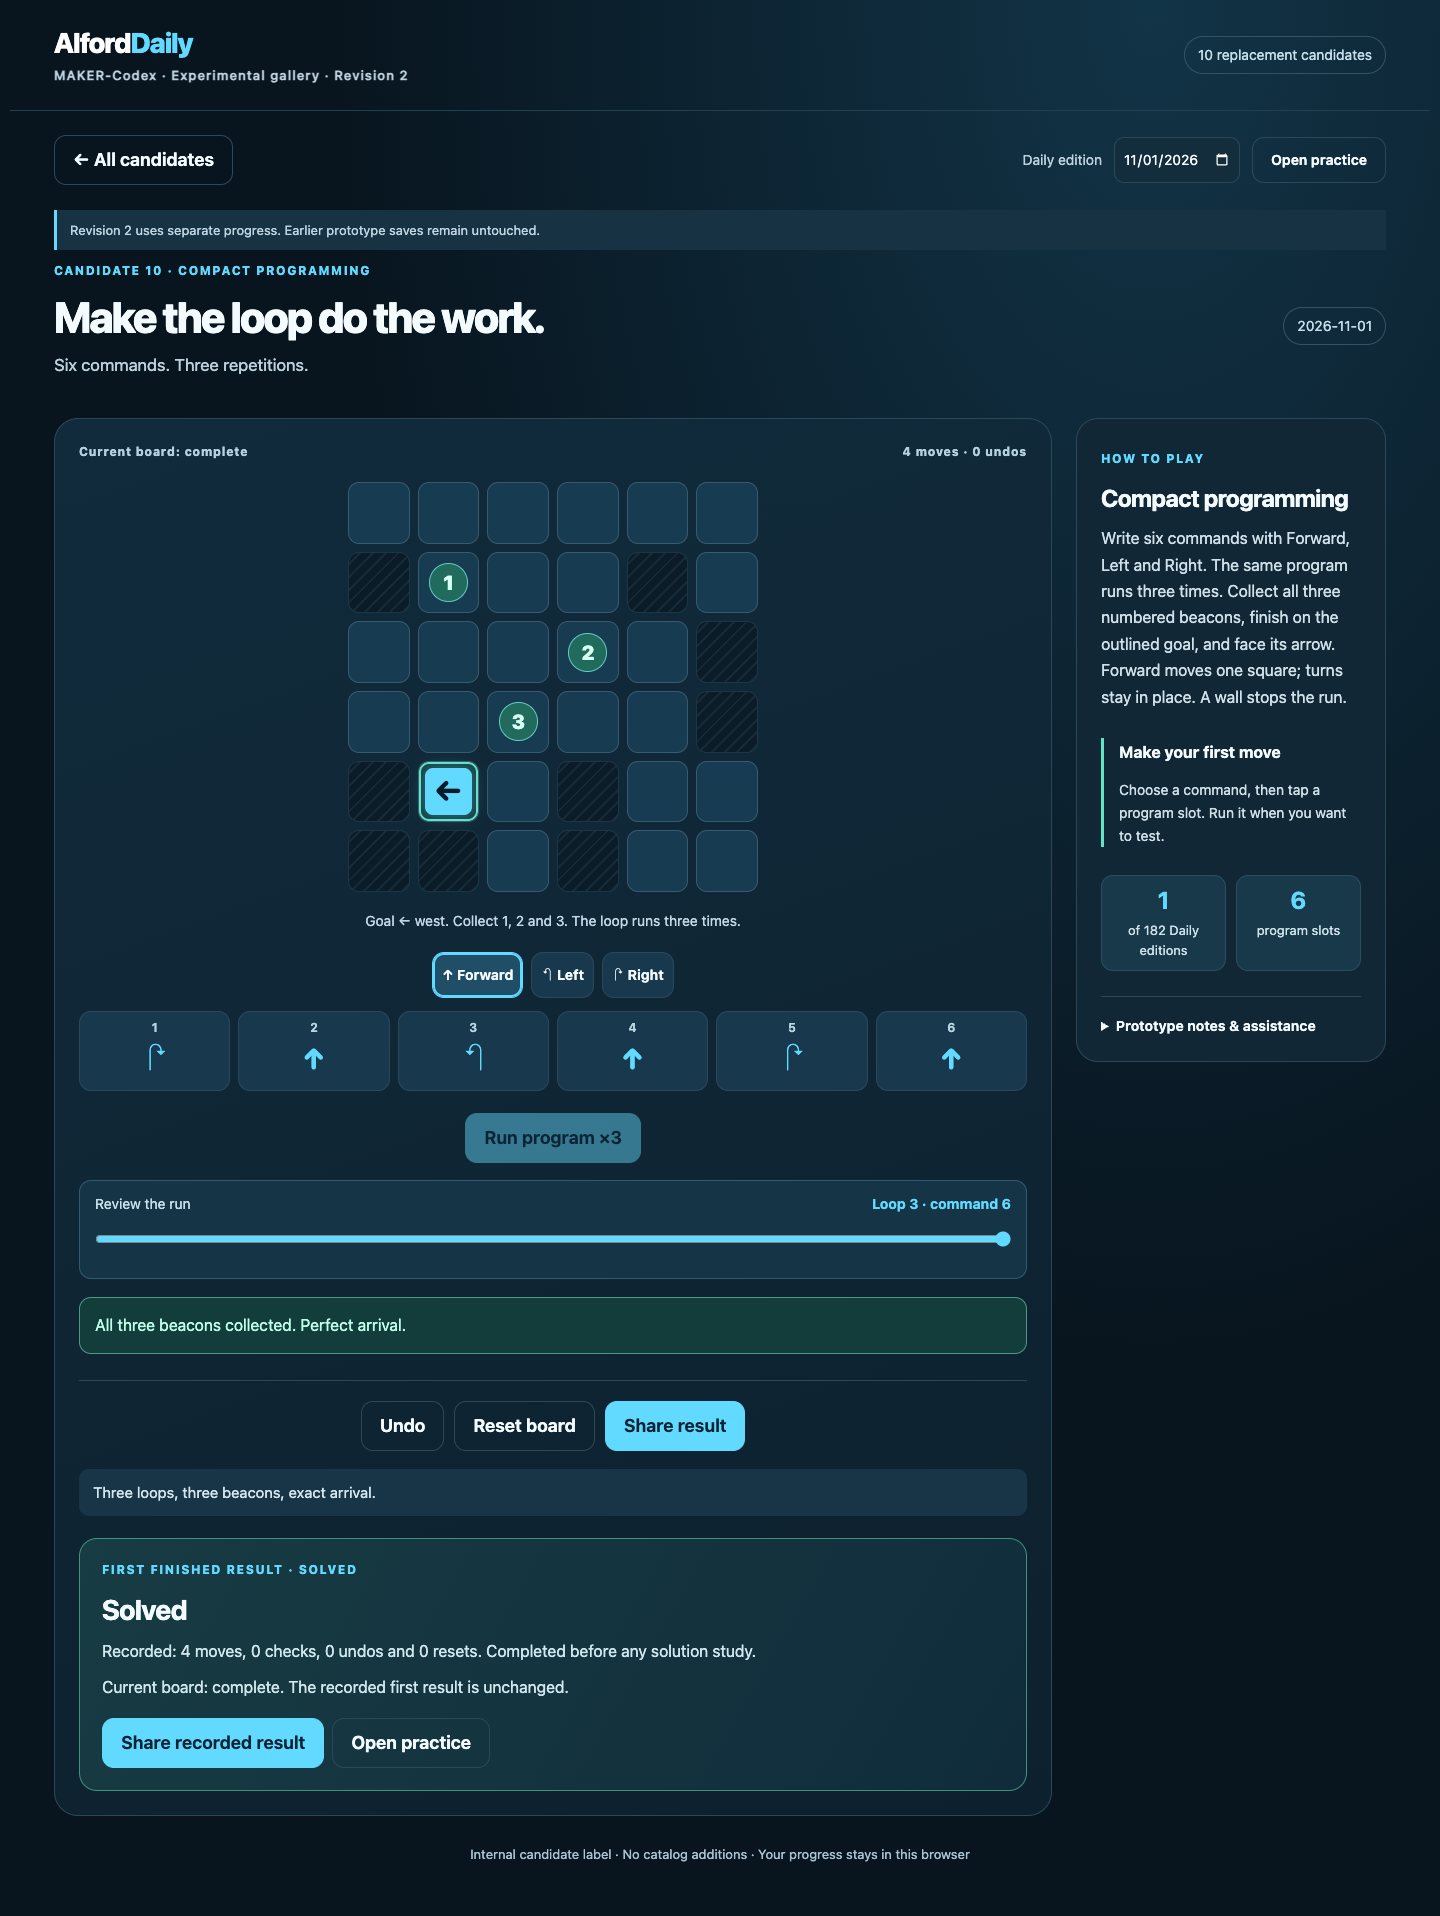 AlfordDaily
MAKER-Codex · Experimental gallery · Revision 2
10 replacement candidates
← All candidates
Daily edition
11/01/2026
Open practice
Revision 2 uses separate progress. Earlier prototype saves remain untouched.
CANDIDATE 10 · COMPACT PROGRAMMING
Make the loop do the work.
2026-11-01
Six commands. Three repetitions.
Current board: complete
4 moves · 0 undos
1
2
3
←
Goal ← west. Collect 1, 2 and 3. The loop runs three times.
↑ Forward
Left
Right
1
2
3
4
5
6
Run program ×3
Review the run
Loop 3 · command 6
All three beacons collected. Perfect arrival.
Undo
Reset board
Share result
Three loops, three beacons, exact arrival.
FIRST FINISHED RESULT · SOLVED
Solved
Recorded: 4 moves, 0 checks, 0 undos and 0 resets. Completed before any solution study.
Current board: complete. The recorded first result is unchanged.
Share recorded result
Open practice
HOW TO PLAY
Compact programming
Write six commands with Forward,
Left and Right. The same program
runs three times. Collect all three
numbered beacons, finish on the
outlined goal, and face its arrow.
Forward moves one square; turns
stay in place. A wall stops the run.
Make your first move
Choose a command, then tap a
program slot. Run it when you want
to test.
1
of 182 Daily
editions
6
program slots
Prototype notes & assistance
Internal candidate label · No catalog additions · Your progress stays in this browser